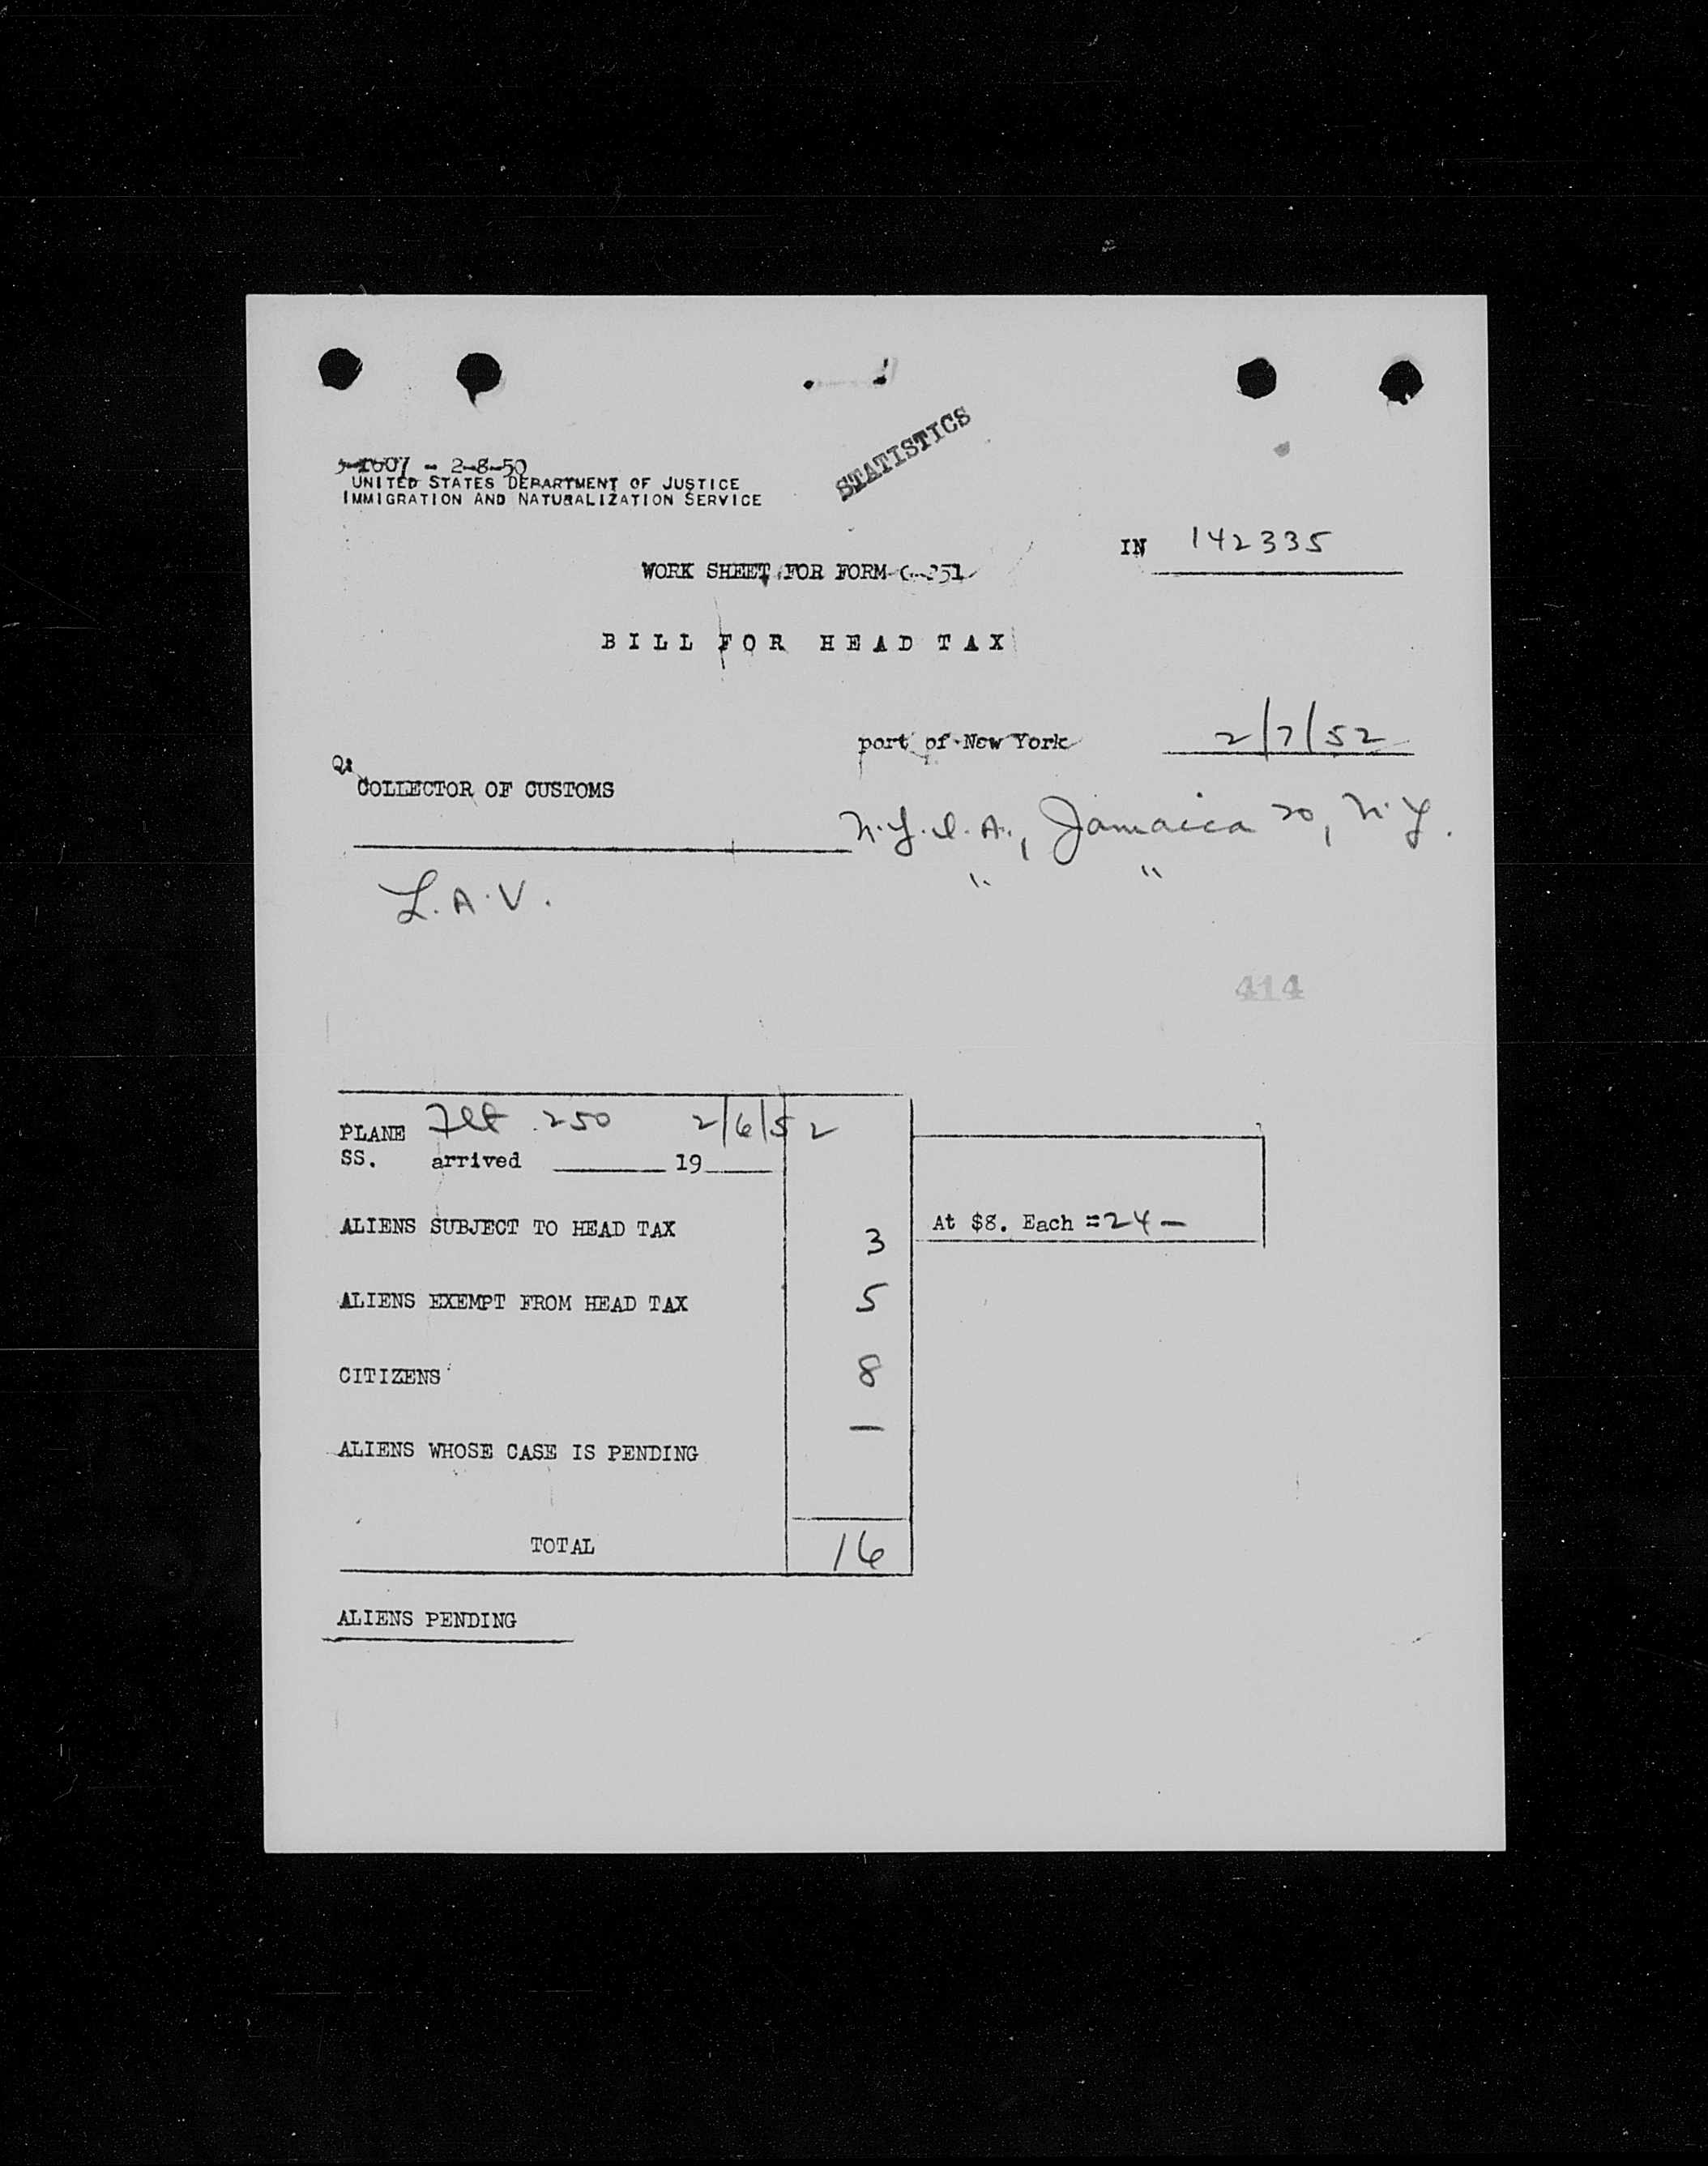 - 2-8-50
UNITED STATES DEPARTMENT OF JUSTICE
IMMIGRATION AND NATURALIZATION SERVICE
STATISTICS
IN 142335
WORK SHEET FOR FORM
BILL FOR HEAD TAX
port of New York 2/7/52
COLLECTOR OF CUSTOMS
N.Y.I.A., Jamaica 20, N.Y.
" "
L.A.V.
414
PLANE Flt 250 2/6/52
SS. arrived ______ 19____
ALIENS SUBJECT TO HEAD TAX 3 At $8. Each = 24 —
ALIENS EXEMPT FROM HEAD TAX 5
CITIZENS 8
ALIENS WHOSE CASE IS PENDING —
TOTAL 16
ALIENS PENDING